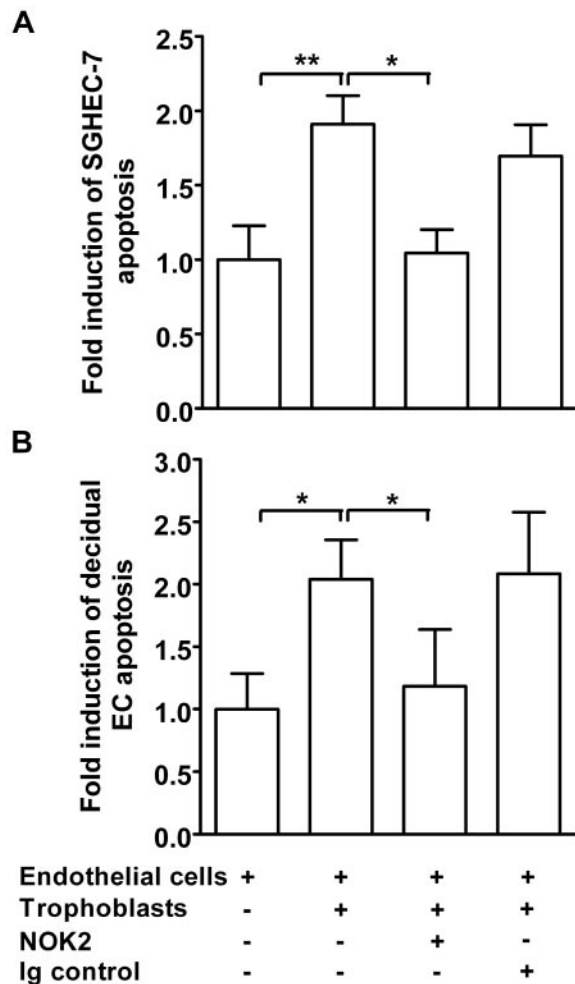 A
Fold induction of SGHEC-7
apoptosis
2.5
2.0
1.5
1.0
0.5
0.0
** *
B
Fold induction of decidual
EC apoptosis
3.0
2.5
2.0
1.5
1.0
0.5
0.0
* *
Endothelial cells + + + +
Trophoblasts - + + +
NOK2 - - + -
Ig control - - - +